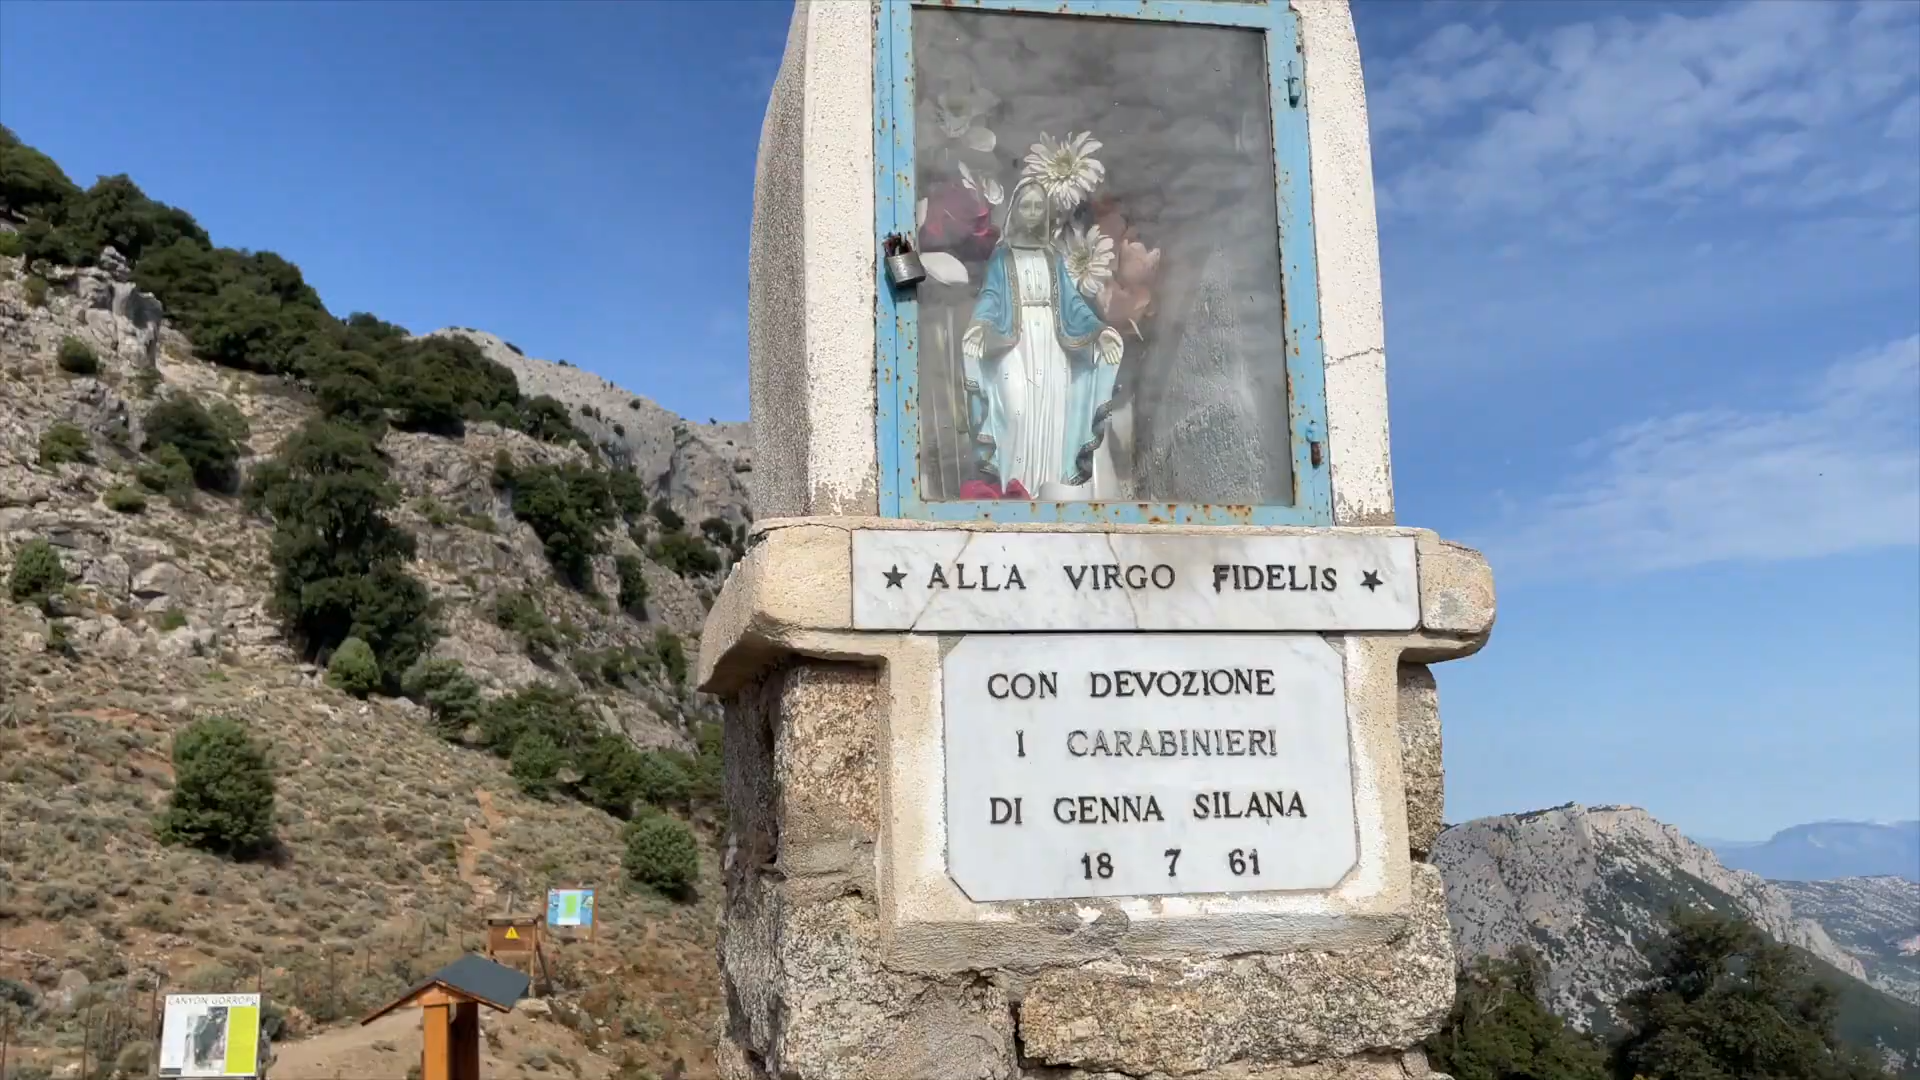 ★ ALLA VIRGO FIDELIS ★
CON DEVOZIONE
I CARABINIERI
DI GENNA SILANA
18 7 61
CANYON GORROPU